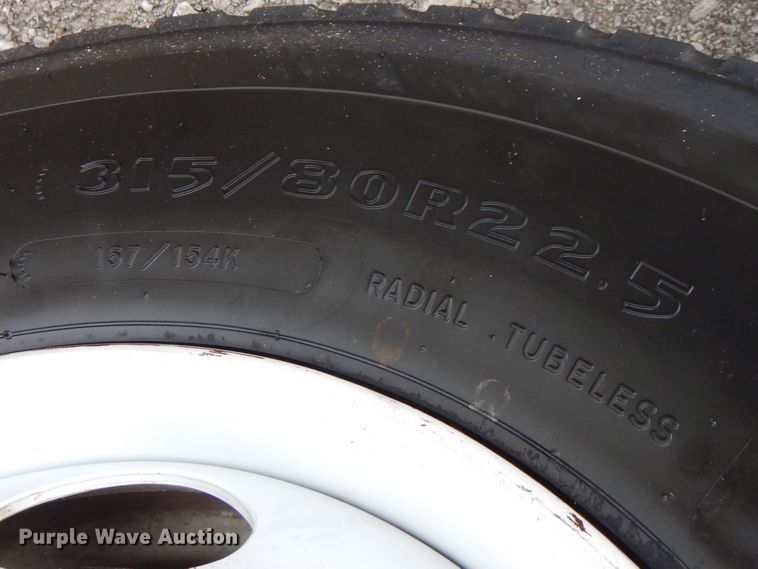 315/80R22.5
157/154K
RADIAL TUBELESS
Purple Wave Auction